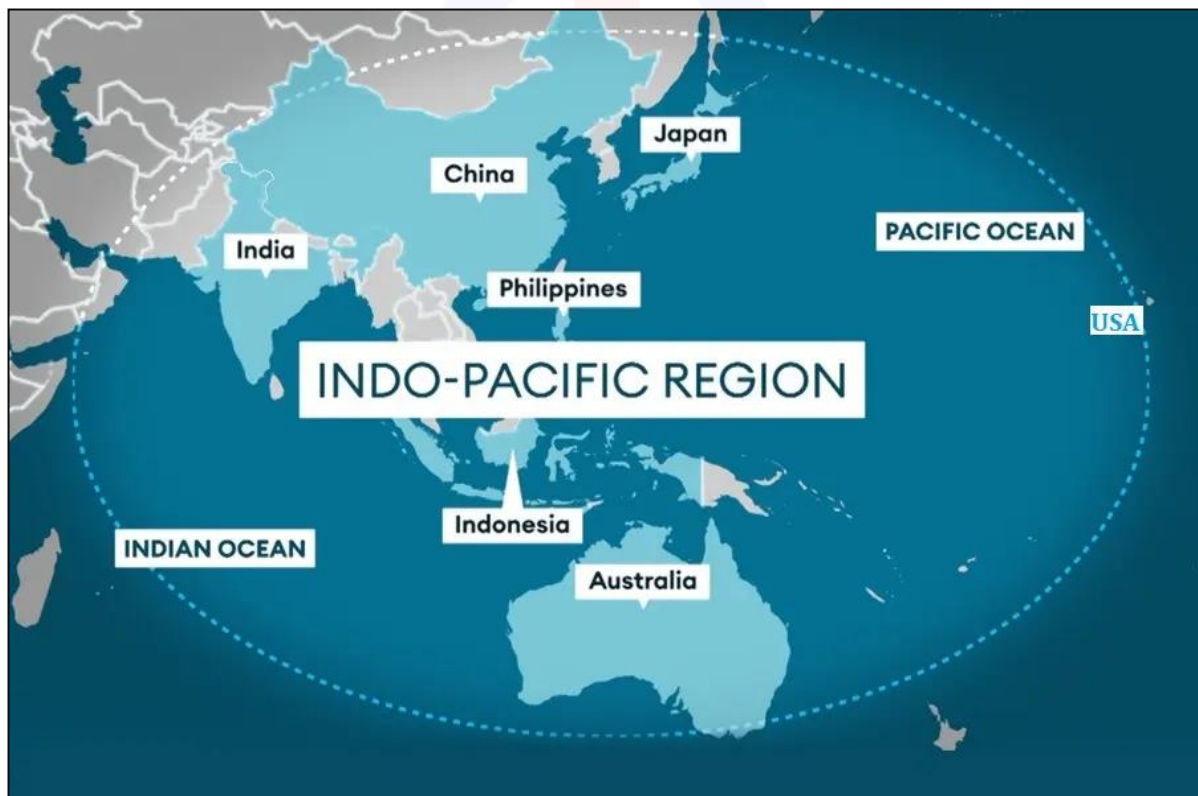 Japan
China
PACIFIC OCEAN
India
Philippines
USA
INDO-PACIFIC REGION
Indonesia
INDIAN OCEAN
Australia